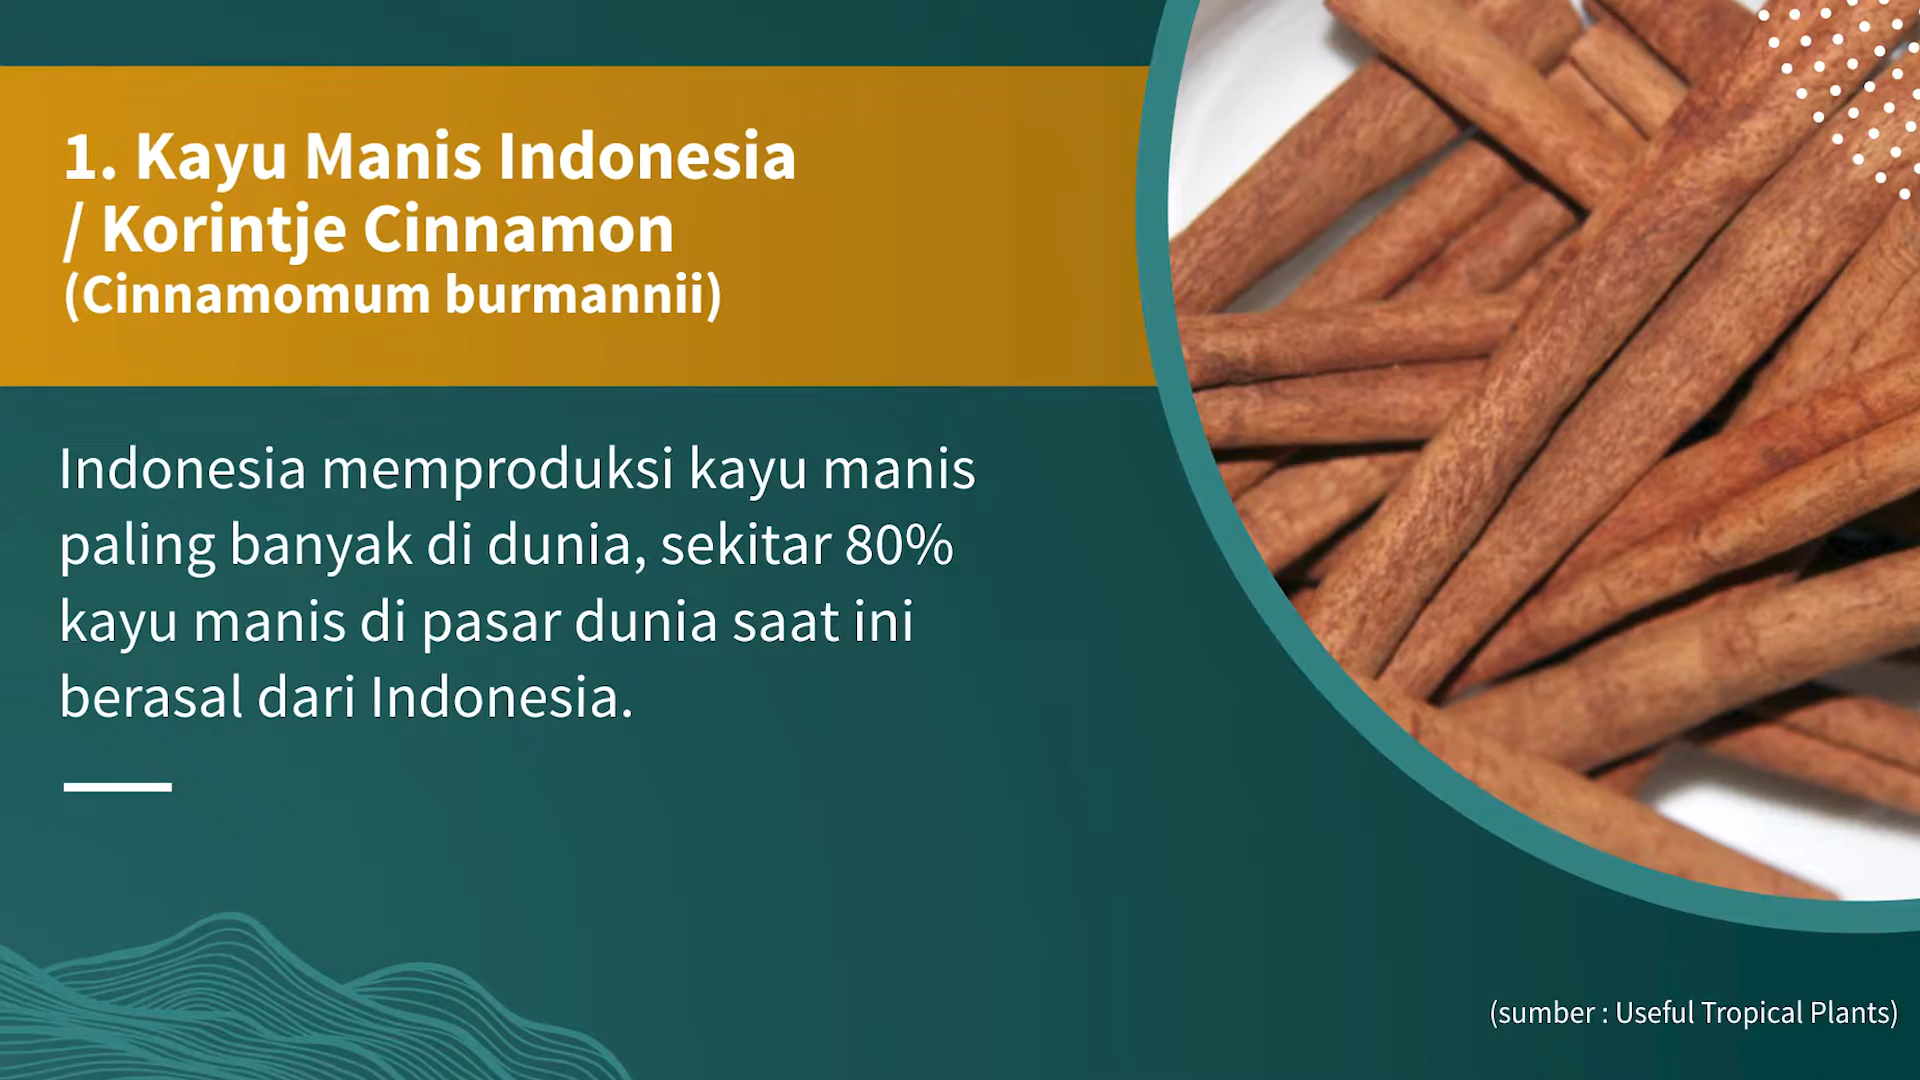 1. Kayu Manis Indonesia
/ Korintje Cinnamon
(Cinnamomum burmannii)
Indonesia memproduksi kayu manis
paling banyak di dunia, sekitar 80%
kayu manis di pasar dunia saat ini
berasal dari Indonesia.
(sumber : Useful Tropical Plants)